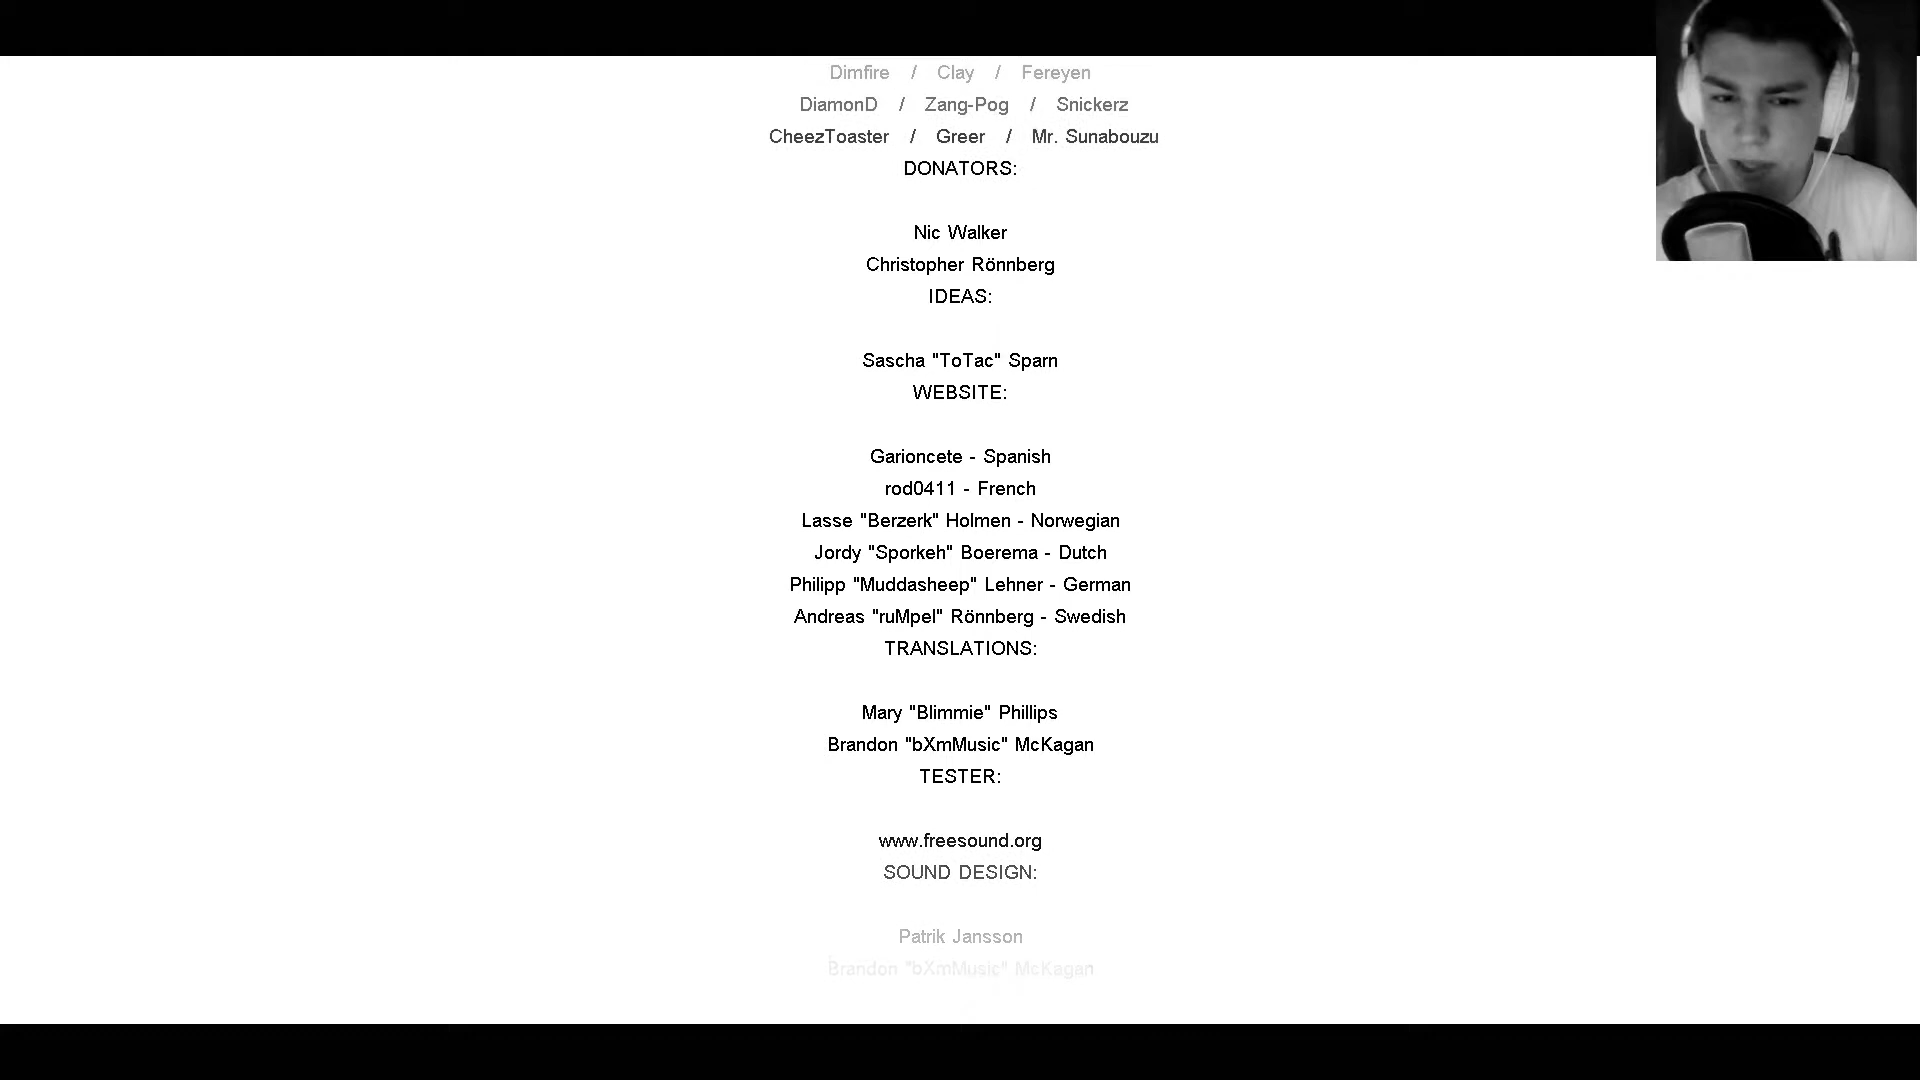 Dimfire / Clay / Fereyen
DiamonD / Zang-Pog / Snickerz
CheezToaster / Greer / Mr. Sunabouzu
DONATORS:
Nic Walker
Christopher Rönnberg
IDEAS:
Sascha "ToTac" Sparn
WEBSITE:
Garioncete - Spanish
rod0411 - French
Lasse "Berzerk" Holmen - Norwegian
Jordy "Sporkeh" Boerema - Dutch
Philipp "Muddasheep" Lehner - German
Andreas "ruMpel" Rönnberg - Swedish
TRANSLATIONS:
Mary "Blimmie" Phillips
Brandon "bXmMusic" McKagan
TESTER:
www.freesound.org
SOUND DESIGN:
Patrik Jansson
Brandon "bXmMusic" McKagan